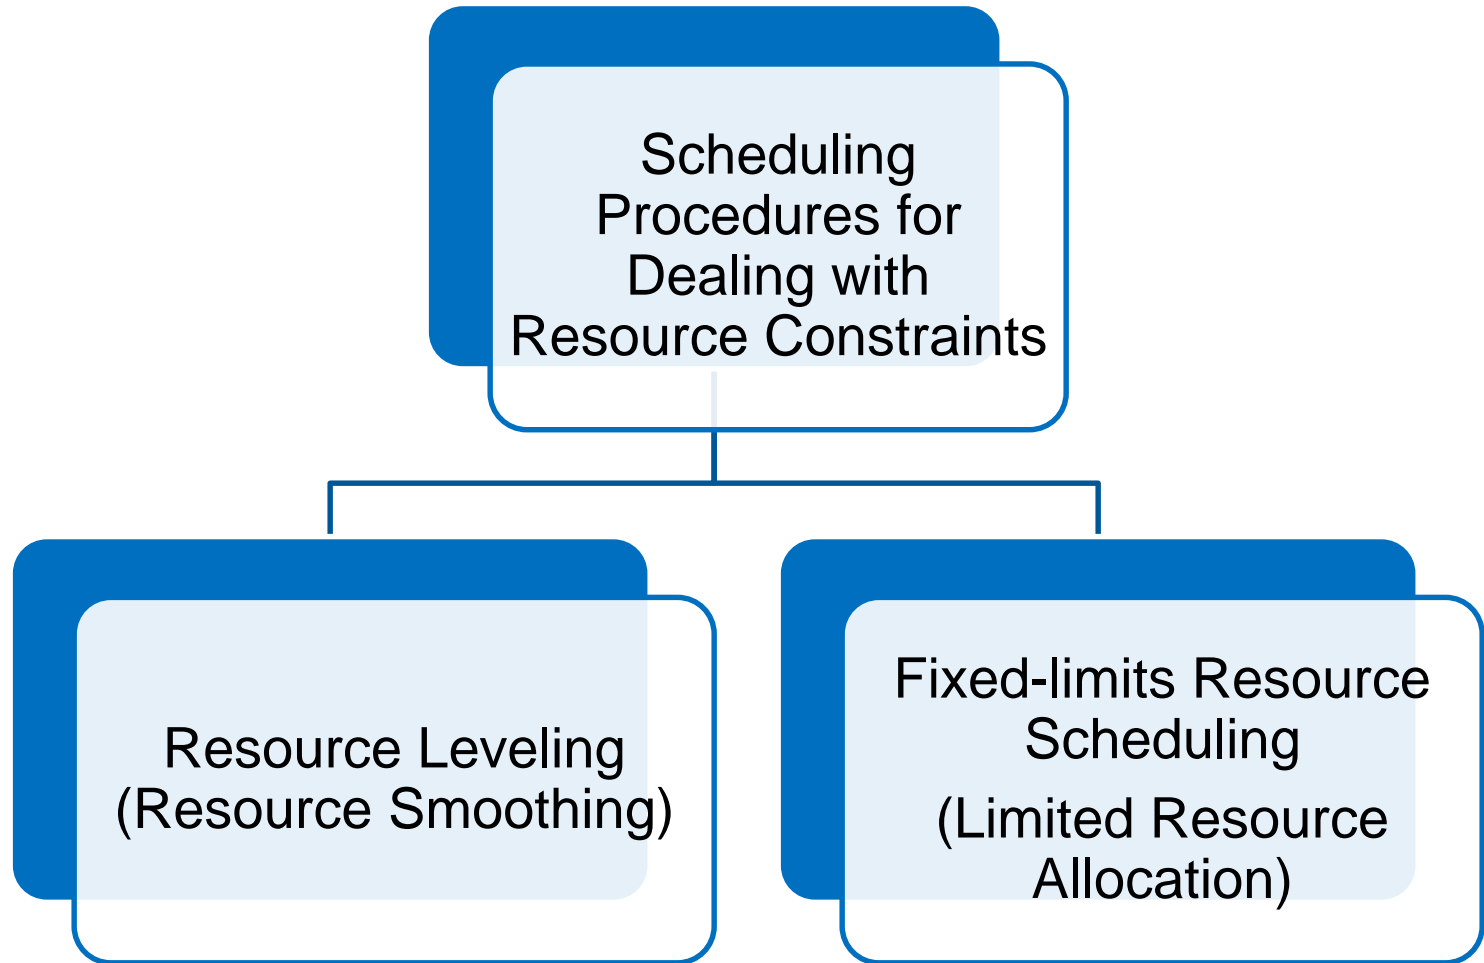 Scheduling
Procedures for
Dealing with
Resource Constraints
Resource Leveling
(Resource Smoothing)
Fixed-limits Resource
Scheduling
(Limited Resource
Allocation)